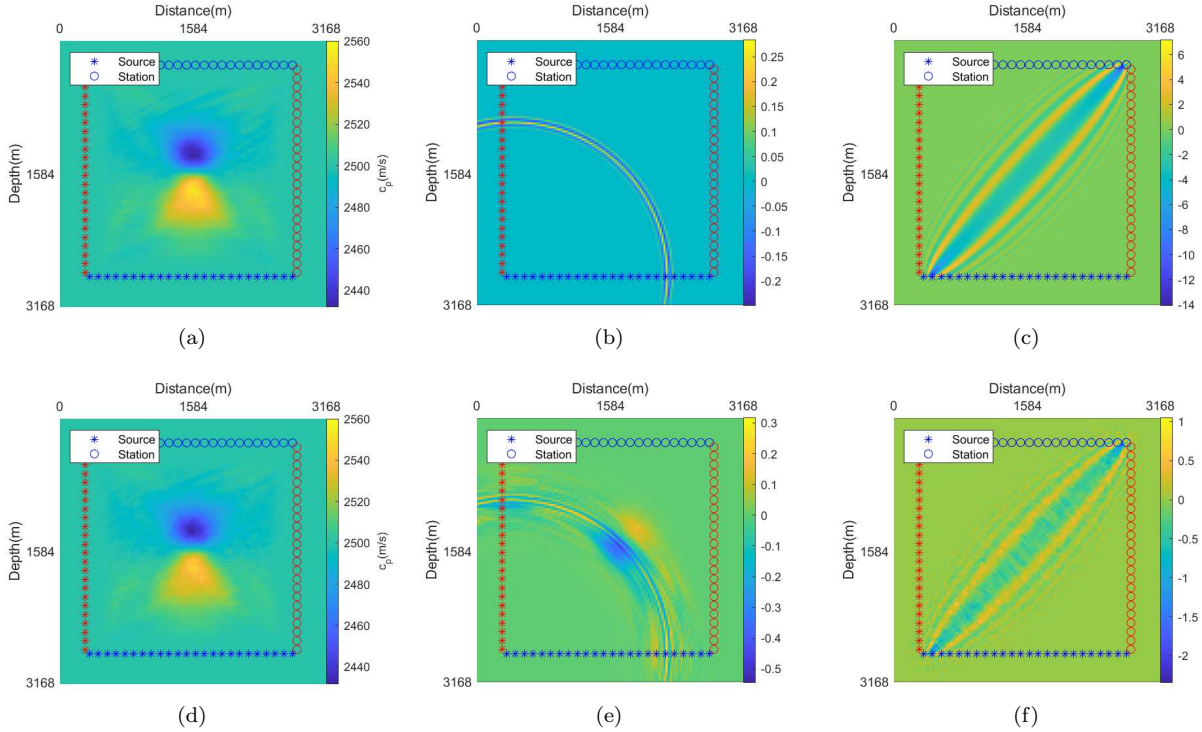 Distance(m)
0 1584 3168
Source
Station
Depth(m)
1584
3168
2560
2540
2520
2500
2480
2460
2440
c_p(m/s)
(a)
Distance(m)
0 1584 3168
Source
Station
Depth(m)
1584
3168
0.25
0.2
0.15
0.1
0.05
0
-0.05
-0.1
-0.15
-0.2
(b)
Distance(m)
0 1584 3168
Source
Station
Depth(m)
1584
3168
6
4
2
0
-2
-4
-6
-8
-10
-12
-14
(c)
Distance(m)
0 1584 3168
Source
Station
Depth(m)
1584
3168
2560
2540
2520
2500
2480
2460
2440
c_p(m/s)
(d)
Distance(m)
0 1584 3168
Source
Station
Depth(m)
1584
3168
0.3
0.2
0.1
0
-0.1
-0.2
-0.3
-0.4
-0.5
(e)
Distance(m)
0 1584 3168
Source
Station
Depth(m)
1584
3168
1
0.5
0
-0.5
-1
-1.5
-2
(f)